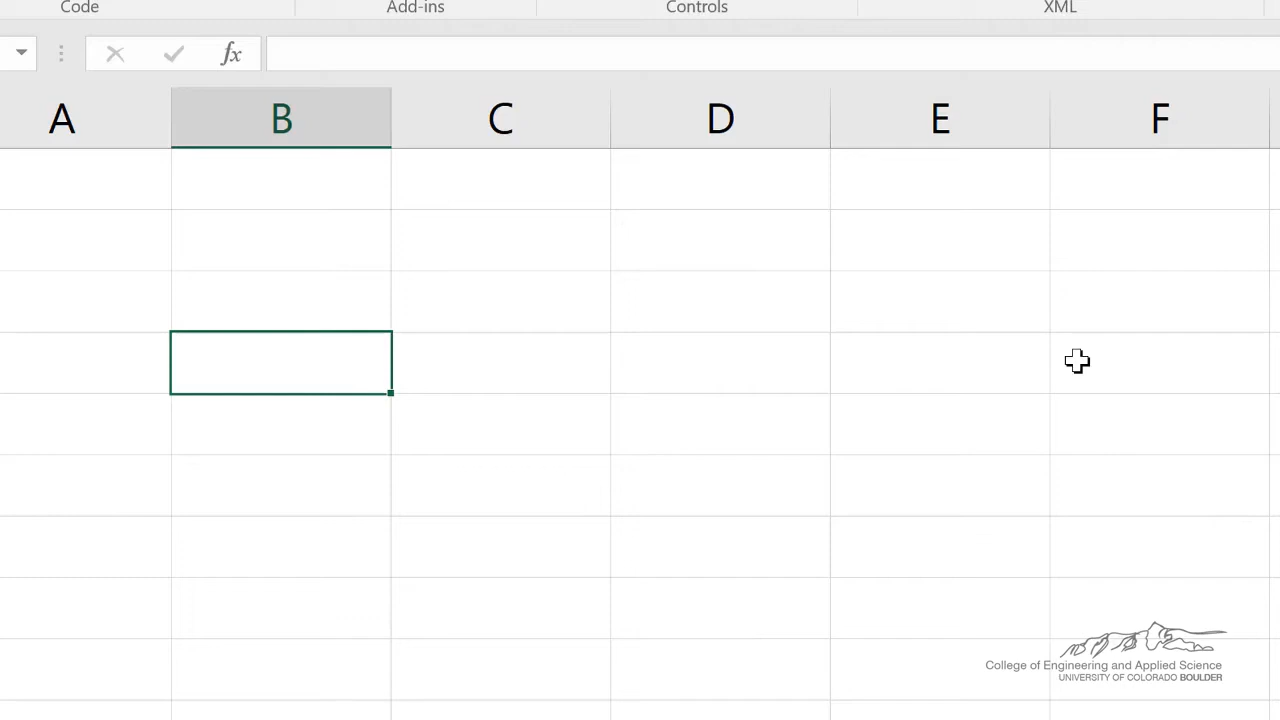 Code Add-ins Controls XML
fx
A B C D E F
College of Engineering and Applied Science
UNIVERSITY OF COLORADO BOULDER